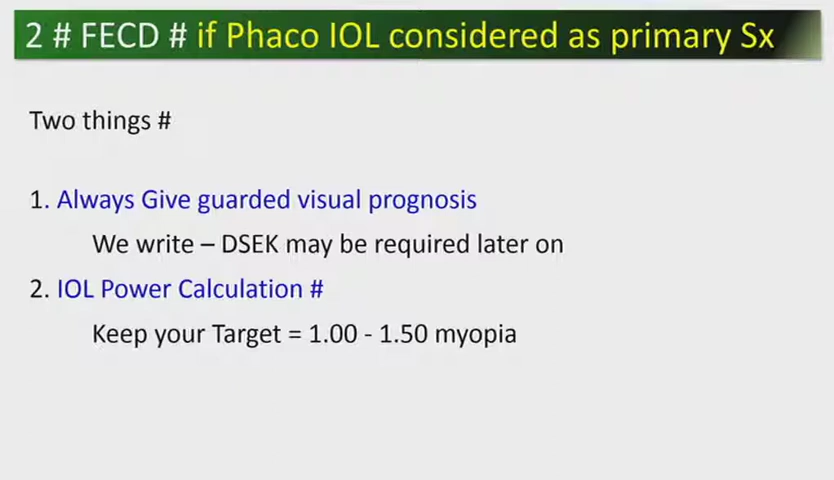 2 # FECD # if Phaco IOL considered as primary Sx
Two things #
1. Always Give guarded visual prognosis
We write – DSEK may be required later on
2. IOL Power Calculation #
Keep your Target = 1.00 - 1.50 myopia